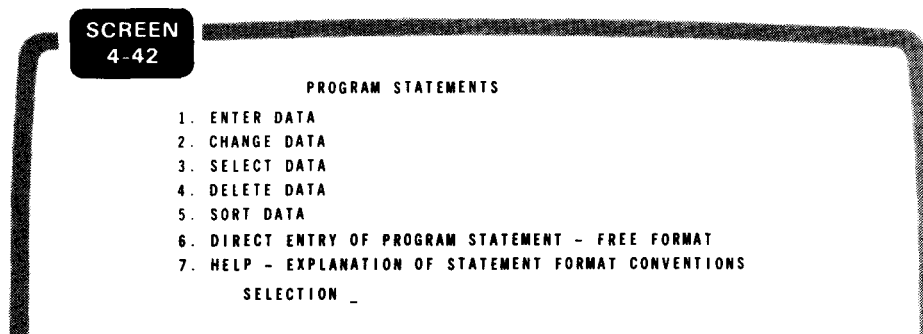 SCREEN
4-42
PROGRAM STATEMENTS
1. ENTER DATA
2. CHANGE DATA
3. SELECT DATA
4. DELETE DATA
5. SORT DATA
6. DIRECT ENTRY OF PROGRAM STATEMENT – FREE FORMAT
7. HELP – EXPLANATION OF STATEMENT FORMAT CONVENTIONS
SELECTION _